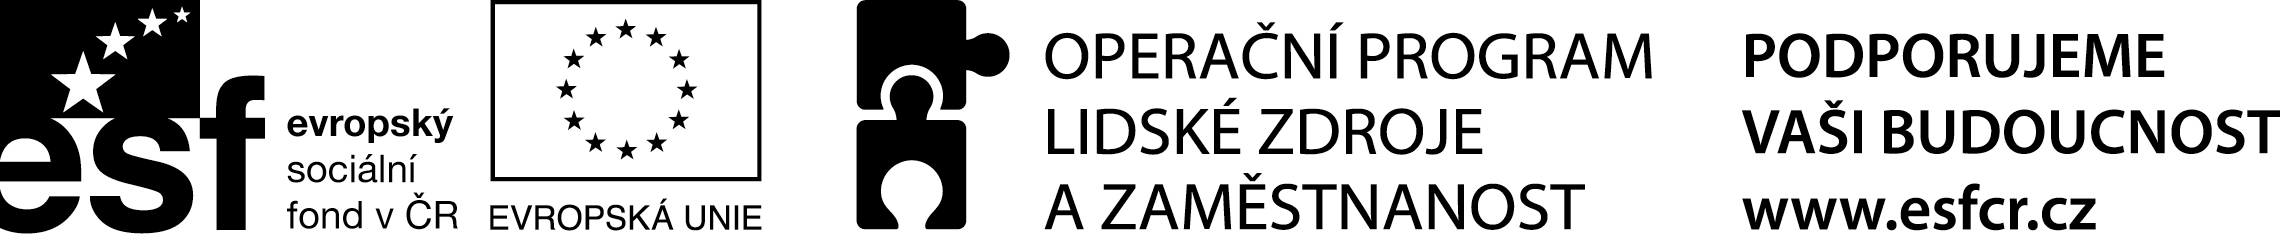 esf
evropský
sociální
fond v ČR
EVROPSKÁ UNIE
OPERAČNÍ PROGRAM
LIDSKÉ ZDROJE
A ZAMĚSTNANOST
PODPORUJEME
VAŠI BUDOUCNOST
www.esfcr.cz